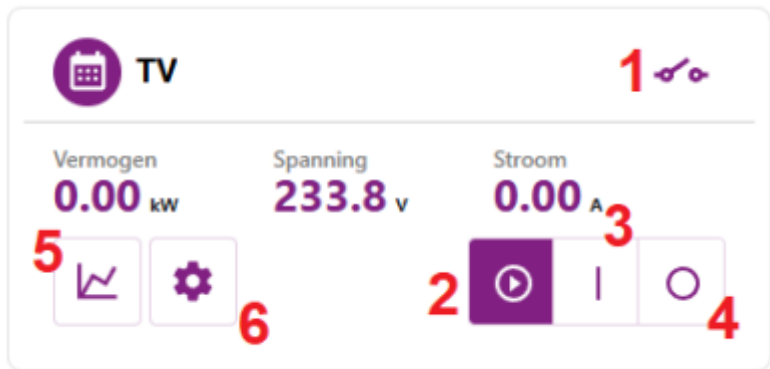 TV 1
Vermogen Spanning Stroom
0.00 kW 233.8 V 0.00 A
5 3
2
6 4